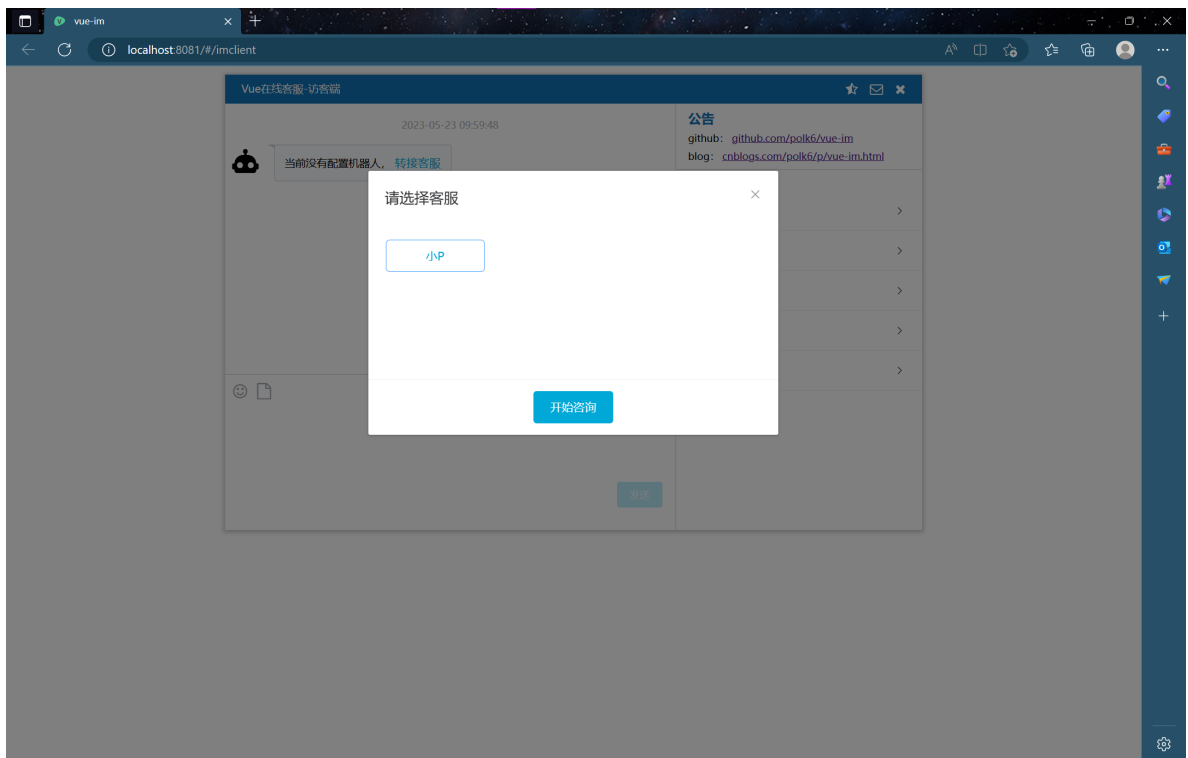 vue-im
localhost:8081/#/imclient
Vue在线客服-访客端
2023-05-23 09:59:48
当前没有配置机器人，转接客服
公告
github： github.com/polk6/vue-im
blog： cnblogs.com/polk6/p/vue-im.html
请选择客服
小P
开始咨询
发送